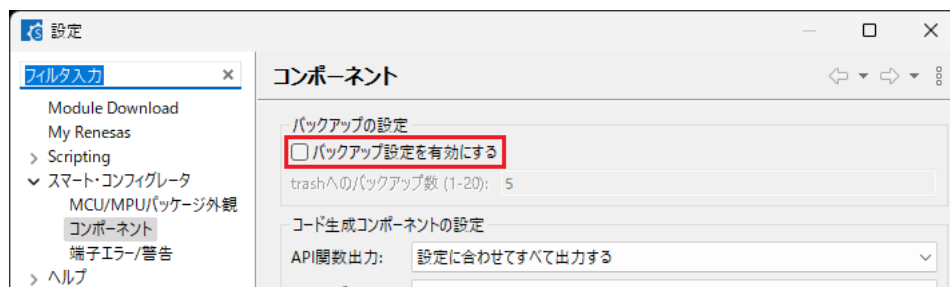 設定
フィルタ入力
コンポーネント
Module Download
My Renesas
Scripting
スマート・コンフィグレータ
MCU/MPUパッケージ外観
コンポーネント
端子エラー/警告
ヘルプ
バックアップの設定
バックアップ設定を有効にする
trashへのバックアップ数 (1-20): 5
コード生成コンポーネントの設定
API関数出力: 設定に合わせてすべて出力する